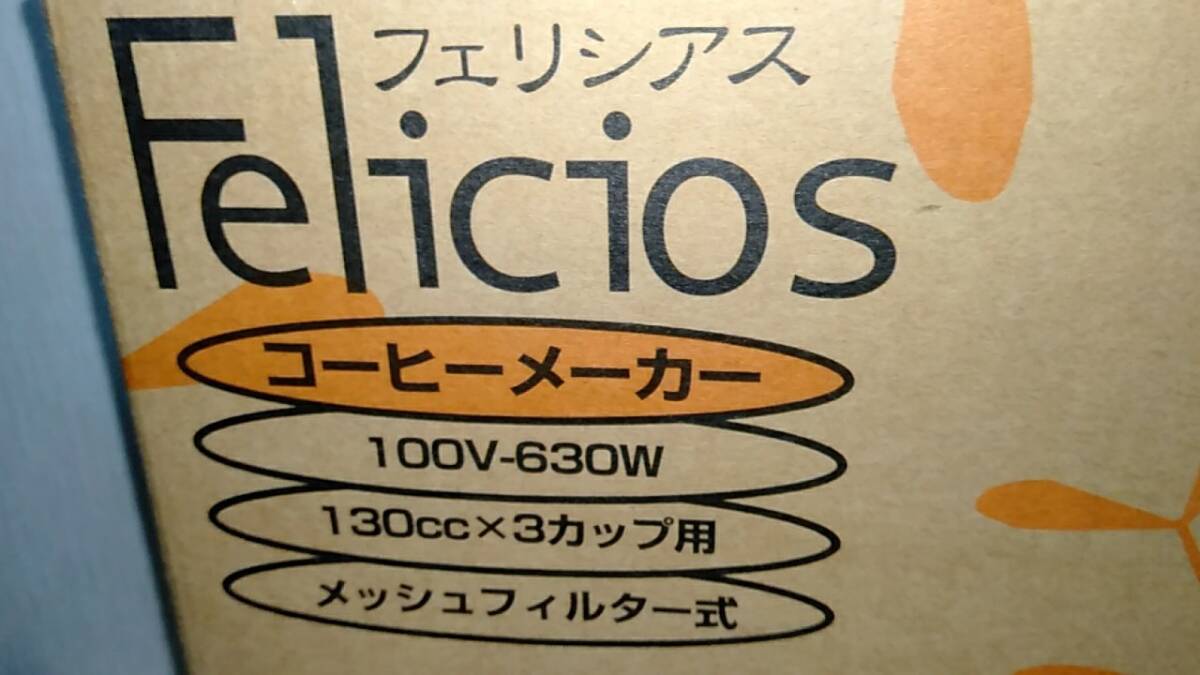 フェリシアス
Felicios
コーヒーメーカー
100V-630W
130cc×3カップ用
メッシュフィルター式